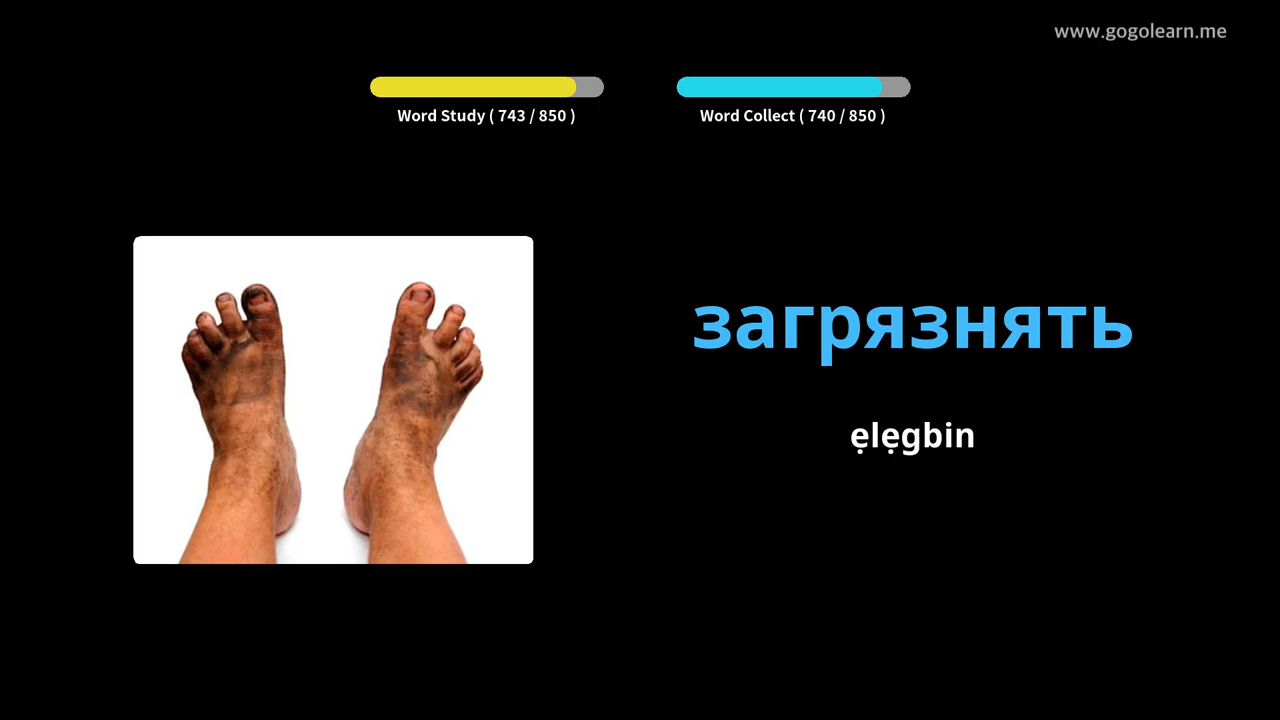 www.gogolearn.me
Word Study ( 743 / 850 )
Word Collect ( 740 / 850 )
загрязнять
ẹlẹgbin